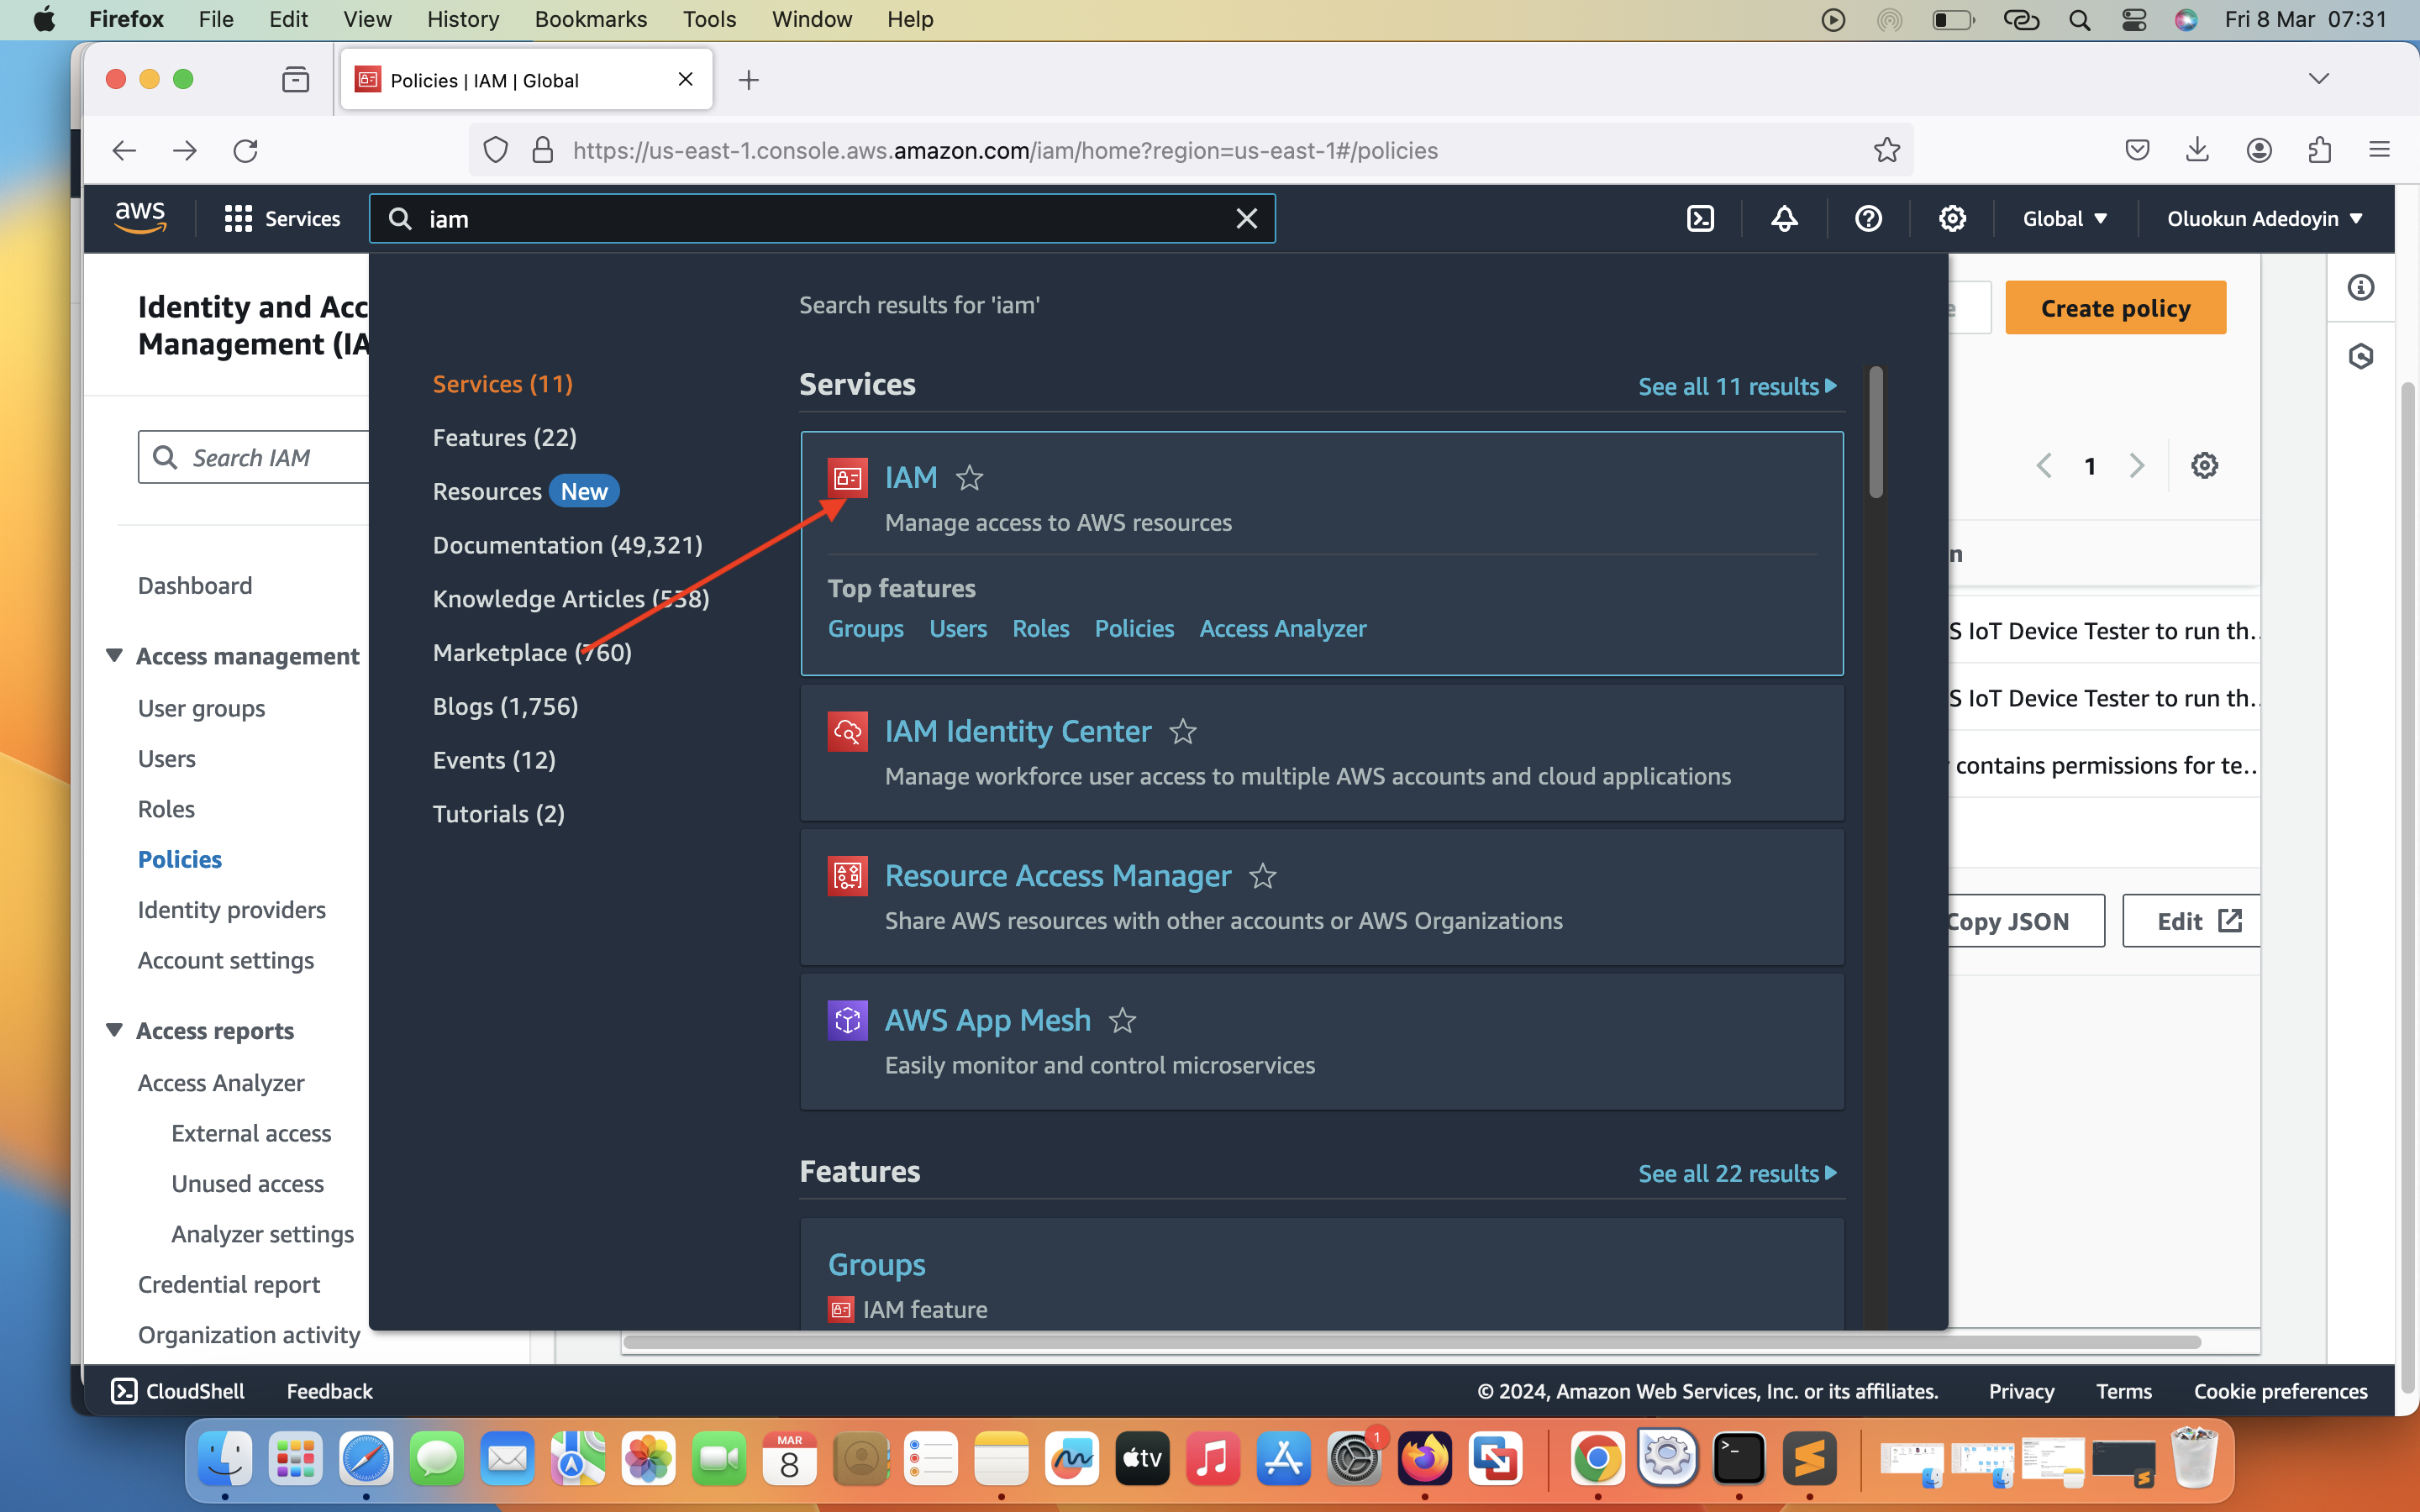 Firefox File Edit View History Bookmarks Tools Window Help
Fri 8 Mar 07:31
Policies | IAM | Global
https://us-east-1.console.aws.amazon.com/iam/home?region=us-east-1#/policies
aws
Services
iam
Global
Oluokun Adedoyin
Identity and Acc
Management (IA
Search IAM
Dashboard
Access management
User groups
Users
Roles
Policies
Identity providers
Account settings
Access reports
Access Analyzer
External access
Unused access
Analyzer settings
Credential report
Organization activity
Search results for 'iam'
Services (11)
Features (22)
Resources New
Documentation (49,321)
Knowledge Articles (558)
Marketplace (760)
Blogs (1,756)
Events (12)
Tutorials (2)
Services
See all 11 results
IAM
Manage access to AWS resources
Top features
Groups Users Roles Policies Access Analyzer
IAM Identity Center
Manage workforce user access to multiple AWS accounts and cloud applications
Resource Access Manager
Share AWS resources with other accounts or AWS Organizations
AWS App Mesh
Easily monitor and control microservices
Features
See all 22 results
Groups
IAM feature
e
Create policy
1
n
S IoT Device Tester to run th...
S IoT Device Tester to run th...
contains permissions for te...
Copy JSON
Edit
CloudShell Feedback
© 2024, Amazon Web Services, Inc. or its affiliates. Privacy Terms Cookie preferences
MAR
8
tv
1